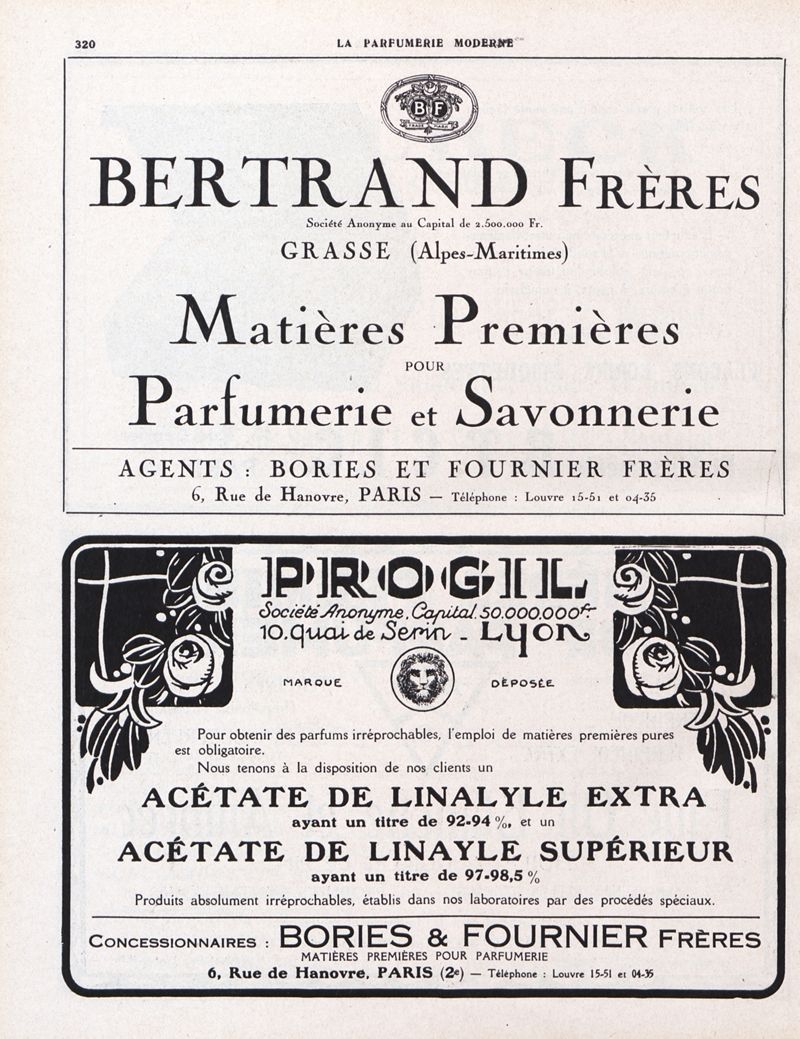 320
LA PARFUMERIE MODERNE
B F
BERTRAND FRÈRES
Société Anonyme au Capital de 2.500.000 Fr.
GRASSE (Alpes-Maritimes)
Matières Premières
POUR
Parfumerie et Savonnerie
AGENTS : BORIES ET FOURNIER FRÈRES
6, Rue de Hanovre, PARIS — Téléphone : Louvre 15-51 et 04-35
PROGIL
Société Anonyme. Capital. 50.000.000 fr
10. quai de Serin - Lyon
MARQUE DÉPOSÉE
Pour obtenir des parfums irréprochables, l'emploi de matières premières pures
est obligatoire.
Nous tenons à la disposition de nos clients un
ACÉTATE DE LINALYLE EXTRA
ayant un titre de 92-94 %, et un
ACÉTATE DE LINAYLE SUPÉRIEUR
ayant un titre de 97-98,5 %
Produits absolument irréprochables, établis dans nos laboratoires par des procédés spéciaux.
CONCESSIONNAIRES : BORIES & FOURNIER FRÈRES
MATIÈRES PREMIÈRES POUR PARFUMERIE
6, Rue de Hanovre, PARIS (2e) — Téléphone : Louvre 15-51 et 04-35